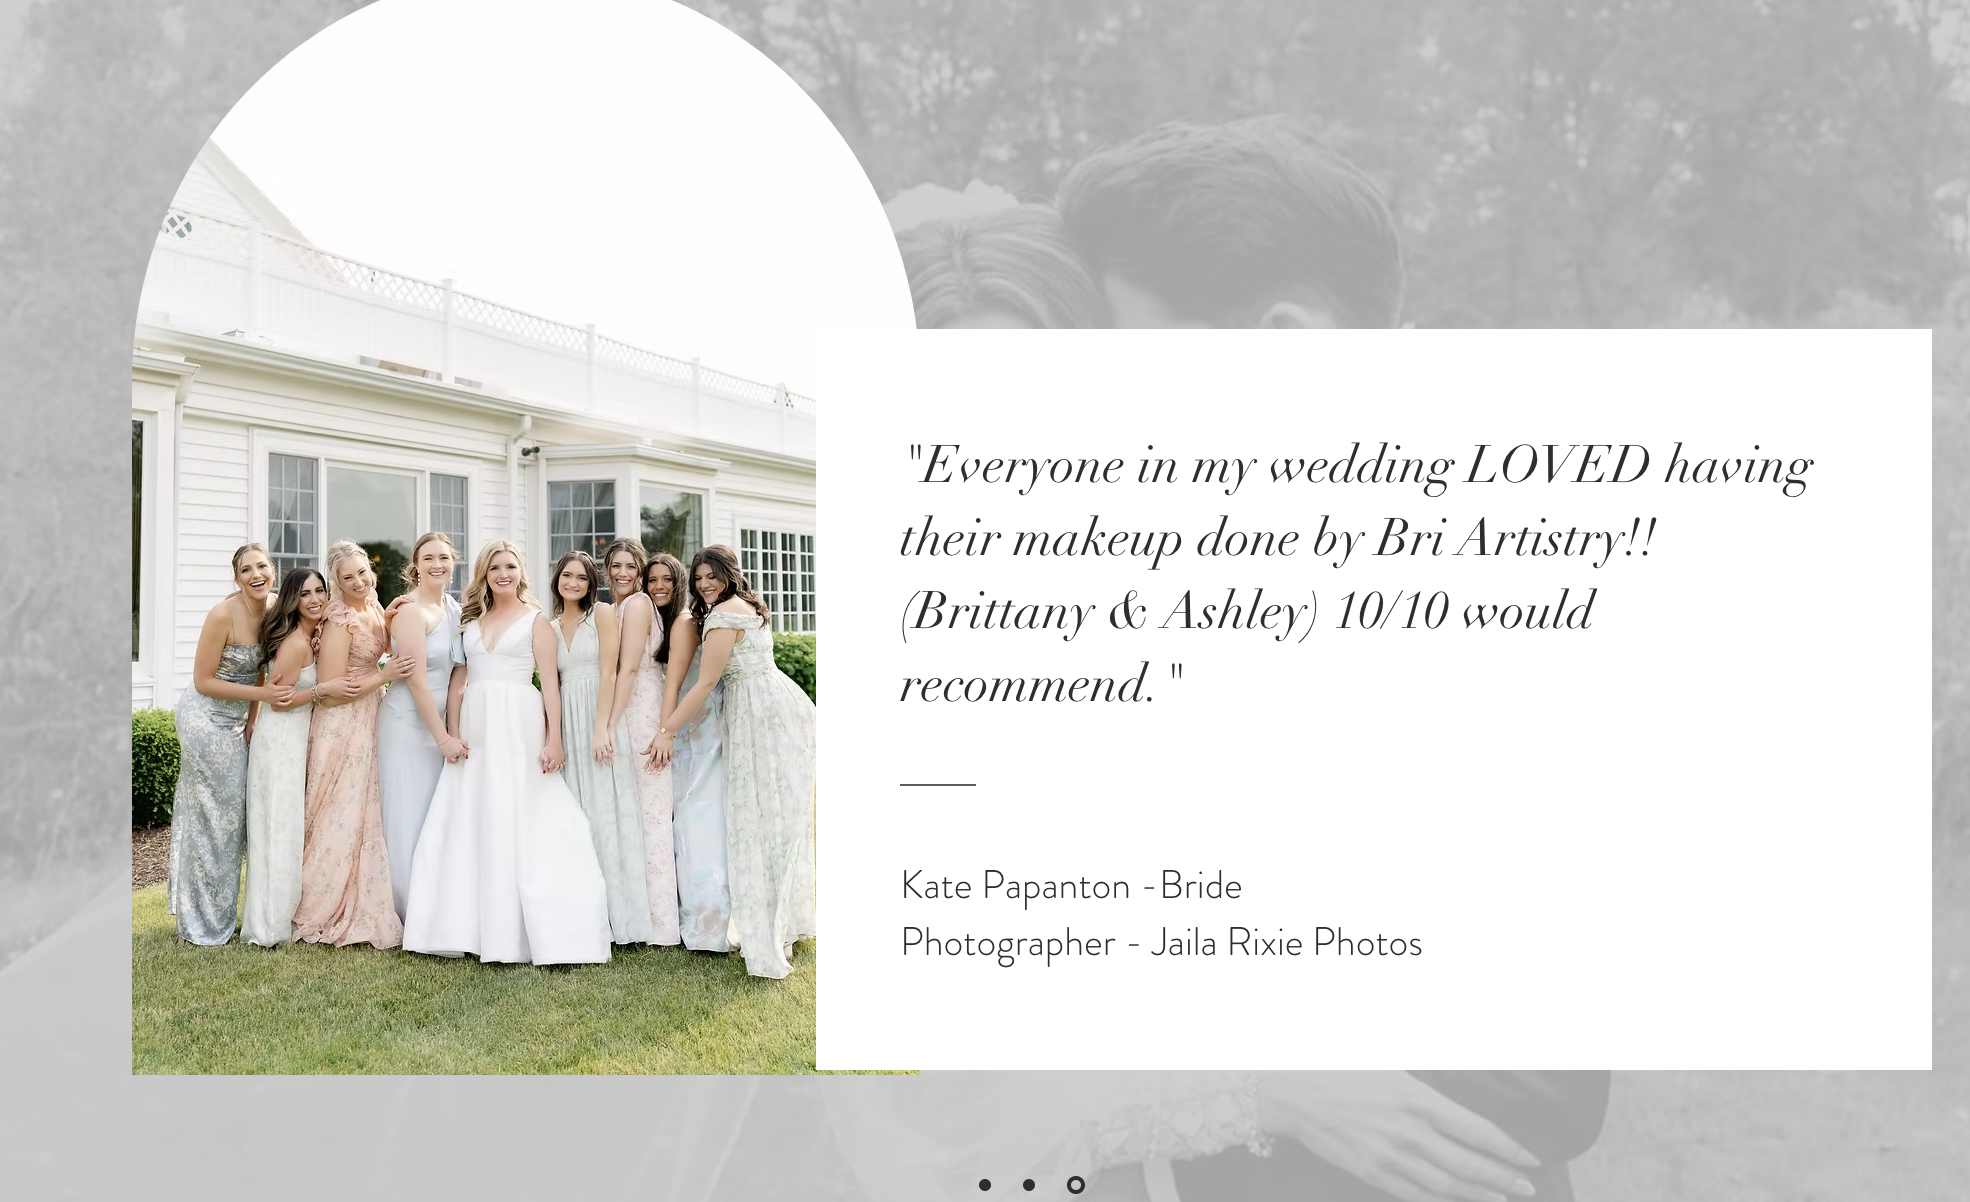 "Everyone in my wedding LOVED having
their makeup done by Bri Artistry!!
(Brittany & Ashley) 10/10 would
recommend. "
Kate Papanton -Bride
Photographer - Jaila Rixie Photos